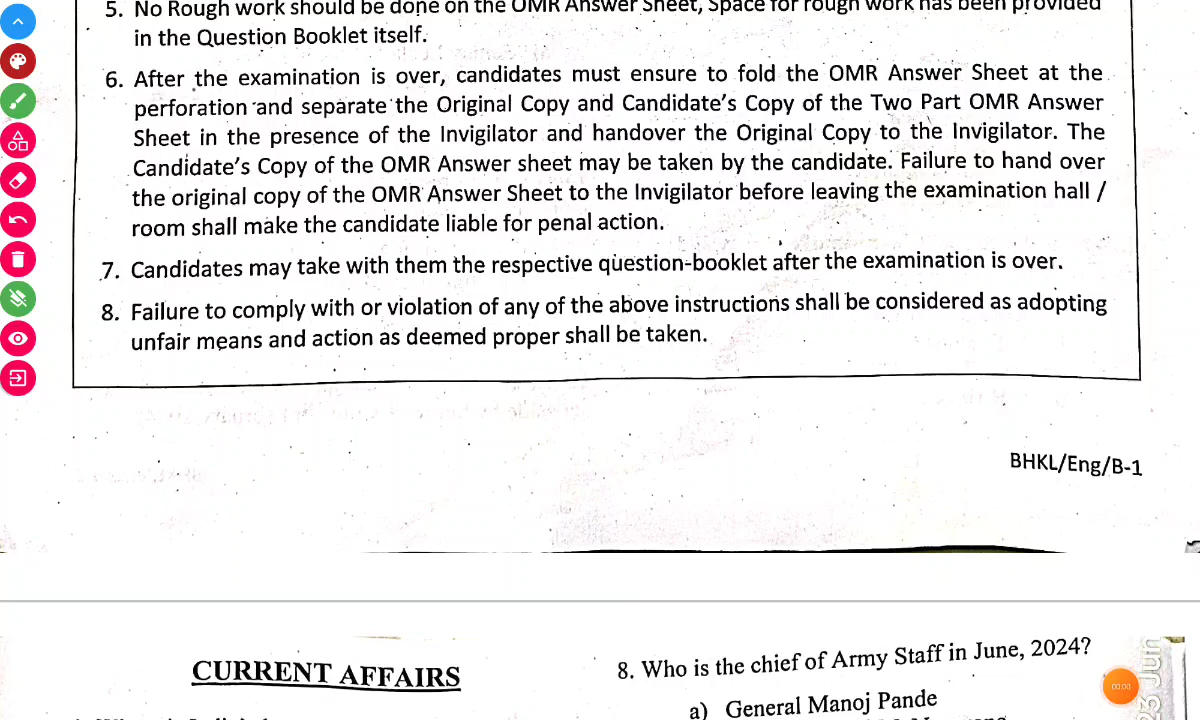 5. No Rough work should be done on the OMR Answer Sheet, Space for rough work has been provided
in the Question Booklet itself.
6. After the examination is over, candidates must ensure to fold the OMR Answer Sheet at the
perforation and separate the Original Copy and Candidate's Copy of the Two Part OMR Answer
Sheet in the presence of the Invigilator and handover the Original Copy to the Invigilator. The
Candidate's Copy of the OMR Answer sheet may be taken by the candidate. Failure to hand over
the original copy of the OMR Answer Sheet to the Invigilator before leaving the examination hall /
room shall make the candidate liable for penal action.
7. Candidates may take with them the respective question-booklet after the examination is over.
8. Failure to comply with or violation of any of the above instructions shall be considered as adopting
unfair means and action as deemed proper shall be taken.
BHKL/Eng/B-1
CURRENT AFFAIRS
8. Who is the chief of Army Staff in June, 2024?
a) General Manoj Pande
00:00